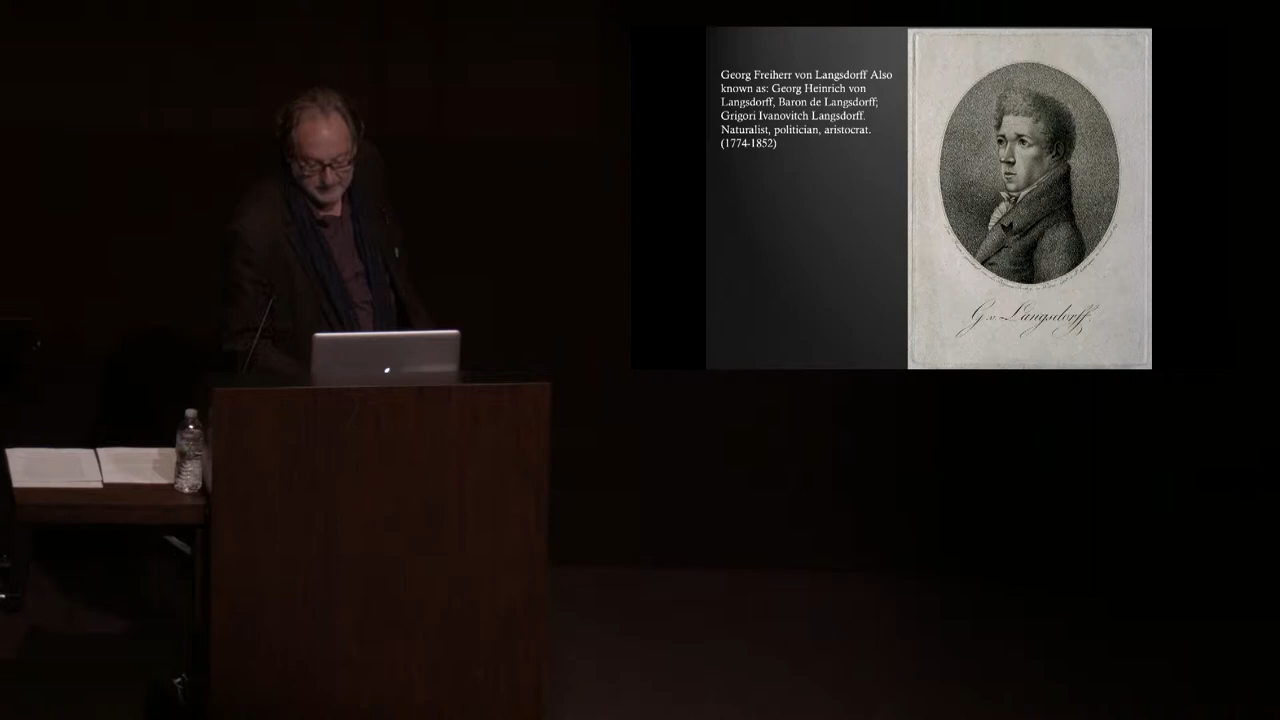 Georg Freiherr von Langsdorff Also
known as: Georg Heinrich von
Langsdorff, Baron de Langsdorff;
Grigori Ivanovitch Langsdorff.
Naturalist, politician, aristocrat.
(1774-1852)
G. v. Langsdorff.